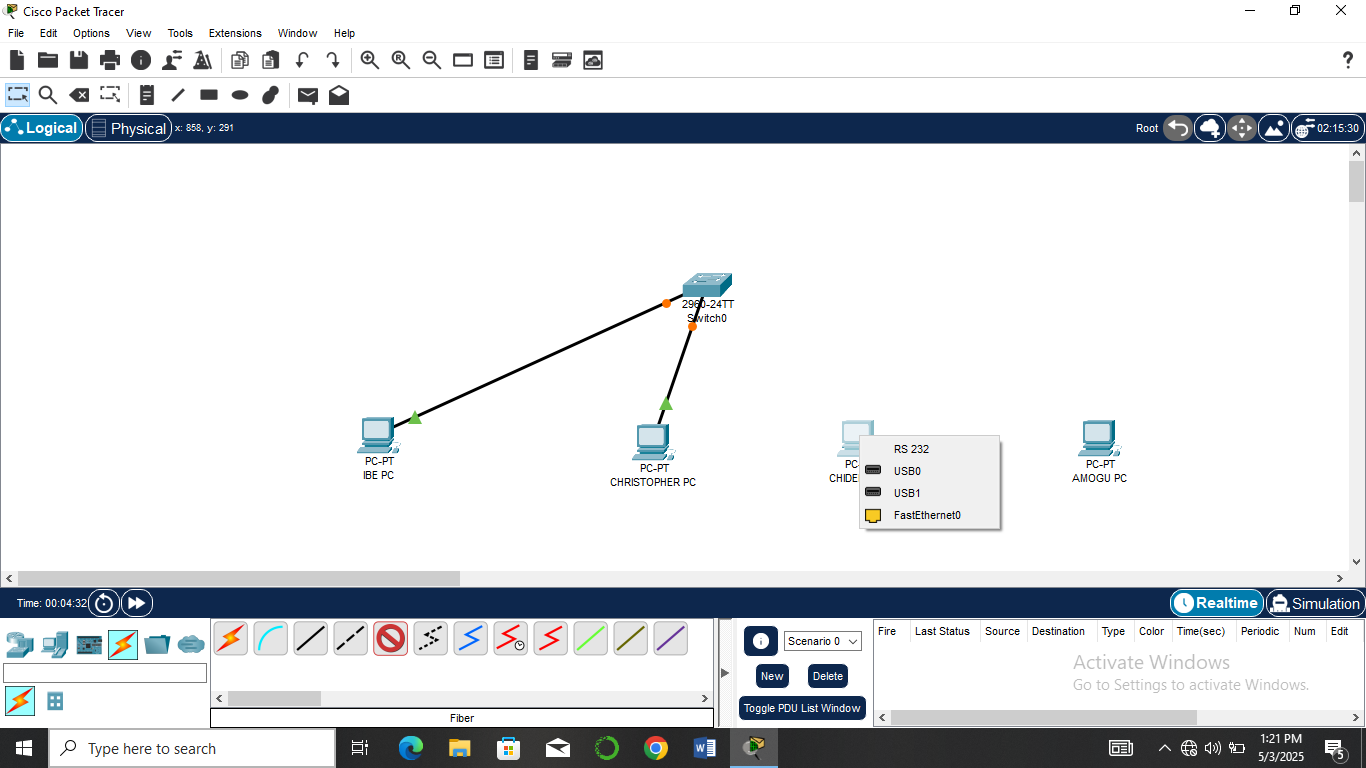 Cisco Packet Tracer
File Edit Options View Tools Extensions Window Help
Logical Physical x: 858, y: 291 Root 02:15:30
2960-24TT
Switch0
PC-PT
IBE PC
PC-PT
CHRISTOPHER PC
PC-PT
AMOGU PC
RS 232
USB0
USB1
FastEthernet0
Time: 00:04:32 Realtime Simulation
Scenario 0
New Delete
Toggle PDU List Window
Fire Last Status Source Destination Type Color Time(sec) Periodic Num Edit
Activate Windows
Go to Settings to activate Windows.
Fiber
Type here to search
1:21 PM
5/3/2025
5